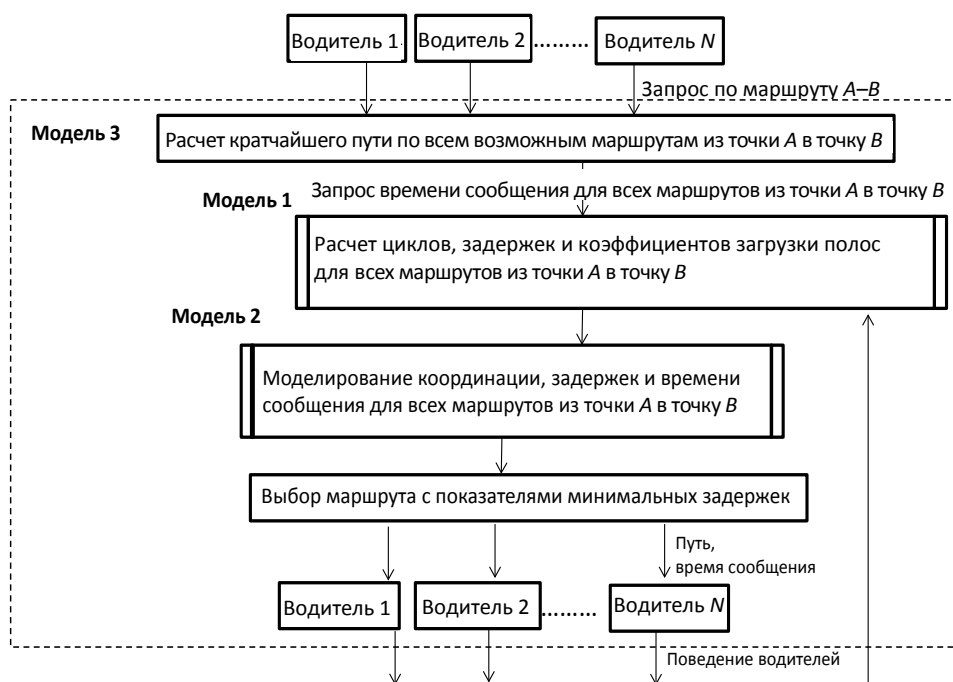 Водитель 1 Водитель 2 ......... Водитель N
Запрос по маршруту A–B
Модель 3
Расчет кратчайшего пути по всем возможным маршрутам из точки A в точку B
Запрос времени сообщения для всех маршрутов из точки A в точку B
Модель 1
Расчет циклов, задержек и коэффициентов загрузки полос
для всех маршрутов из точки A в точку B
Модель 2
Моделирование координации, задержек и времени
сообщения для всех маршрутов из точки A в точку B
Выбор маршрута с показателями минимальных задержек
Путь,
время сообщения
Водитель 1 Водитель 2 ......... Водитель N
Поведение водителей